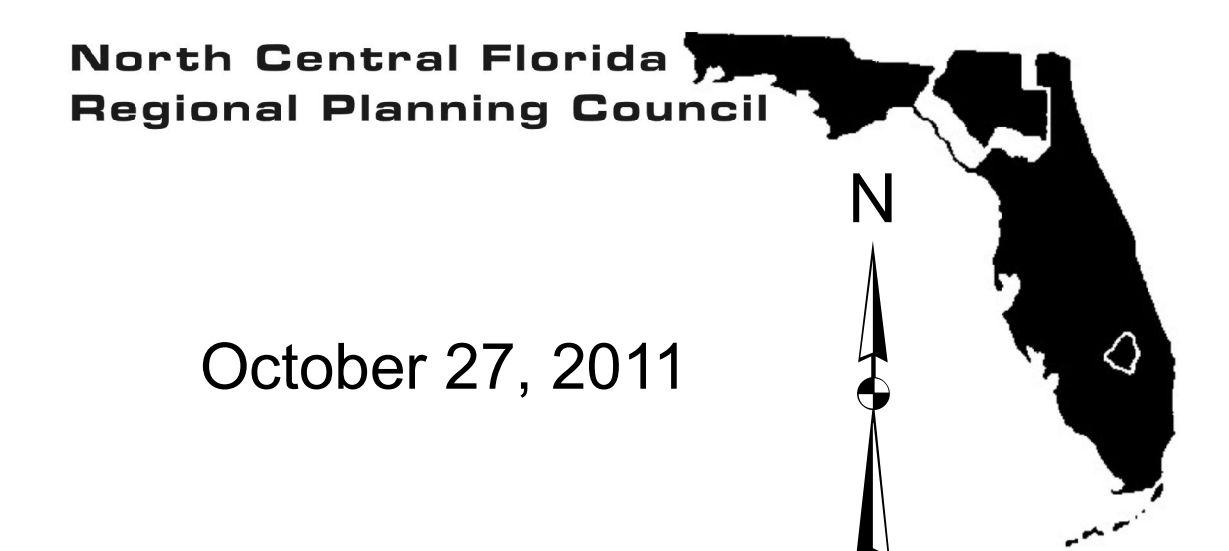 North Central Florida
Regional Planning Council
N
October 27, 2011